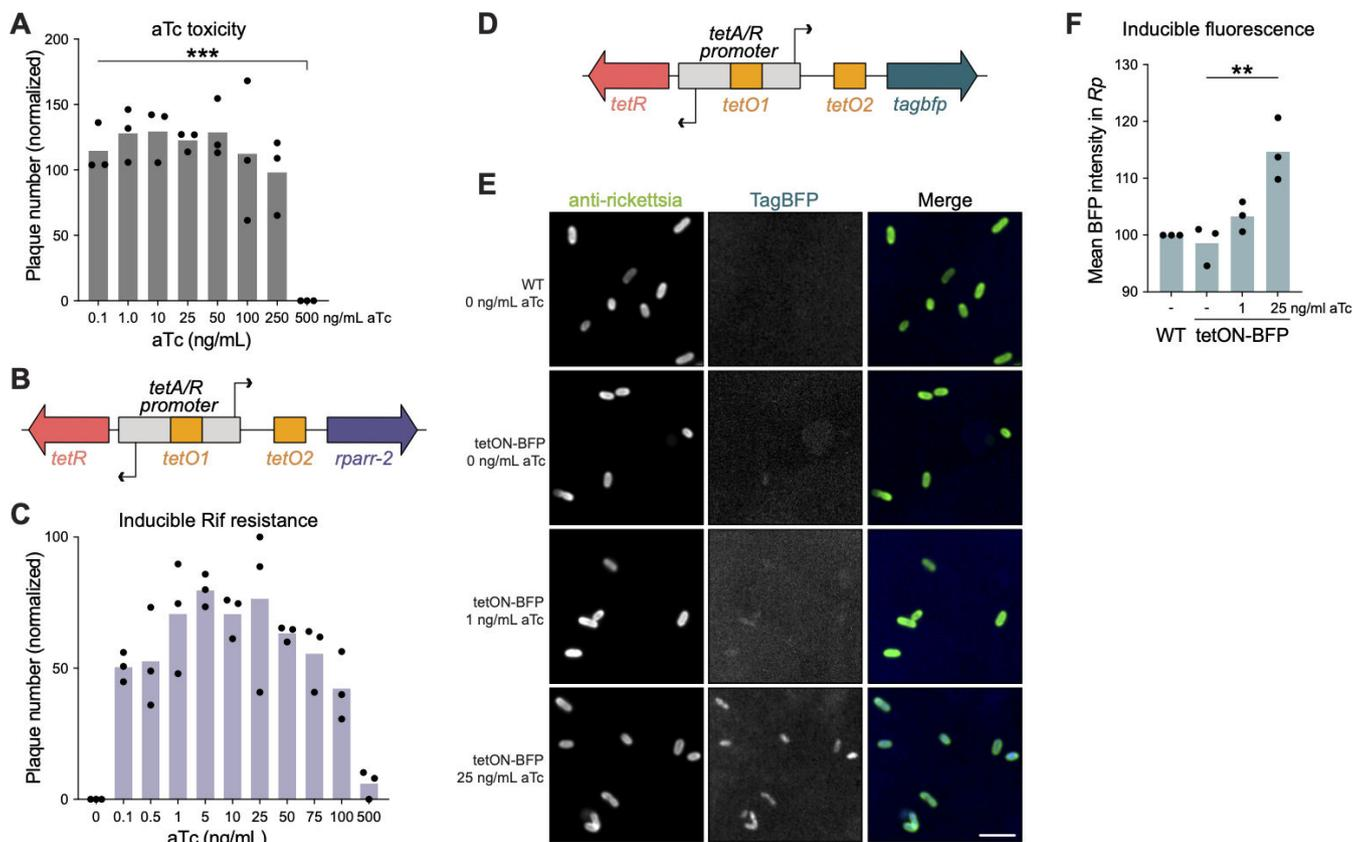 A
aTc toxicity
Plaque number (normalized)
200
150
100
50
0
***
0.1 1.0 10 25 50 100 250 500 ng/mL aTc
aTc (ng/mL)
B
tetA/R
promoter
tetR tetO1 tetO2 rparr-2
C
Inducible Rif resistance
Plaque number (normalized)
100
50
0
0 0.1 0.5 1 5 10 25 50 75 100 500
aTc (ng/mL)
D
tetA/R
promoter
tetR tetO1 tetO2 tagbfp
E
anti-rickettsia TagBFP Merge
WT
0 ng/mL aTc
tetON-BFP
0 ng/mL aTc
tetON-BFP
1 ng/mL aTc
tetON-BFP
25 ng/mL aTc
F
Inducible fluorescence
Mean BFP intensity in Rp
130
120
110
100
90
**
- - 1 25 ng/ml aTc
WT tetON-BFP